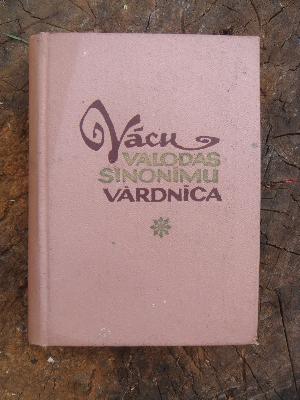 Vācu
VALODAS
SINONĪMU
VĀRDNĪCA